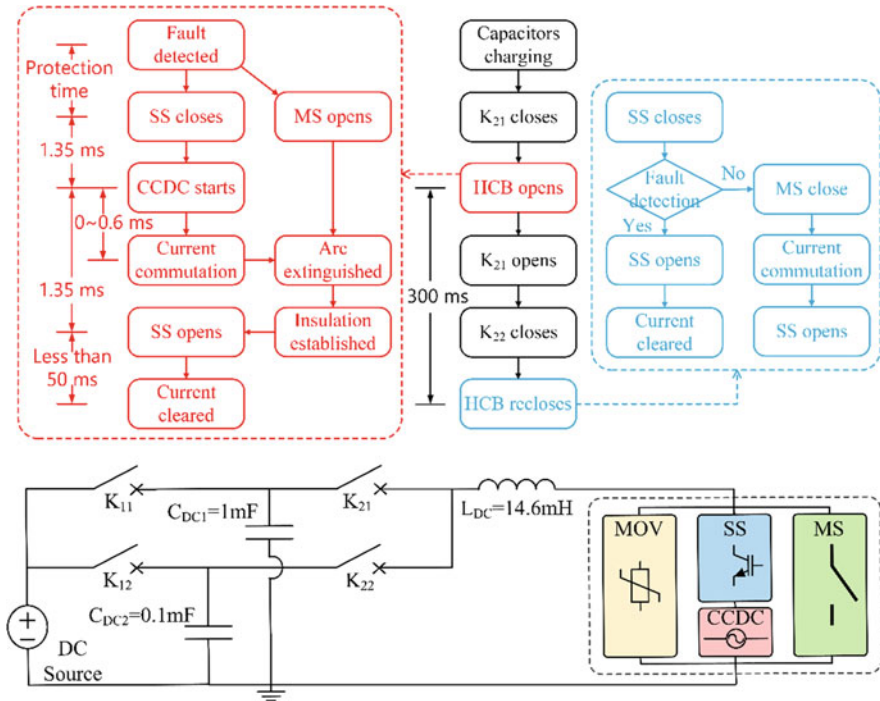 Protection
time
1.35 ms
0~0.6 ms
1.35 ms
Less than
50 ms
Fault
detected
SS closes
MS opens
CCDC starts
Current
commutation
Arc
extinguished
SS opens
Insulation
established
Current
cleared
Capacitors
charging
K21 closes
HCB opens
K21 opens
300 ms
K22 closes
HCB recloses
SS closes
Fault
detection
No
MS close
Yes
SS opens
Current
commutation
Current
cleared
SS opens
K11
K21
CDC1=1mF
LDC=14.6mH
K12
K22
CDC2=0.1mF
DC
Source
MOV
SS
MS
CCDC